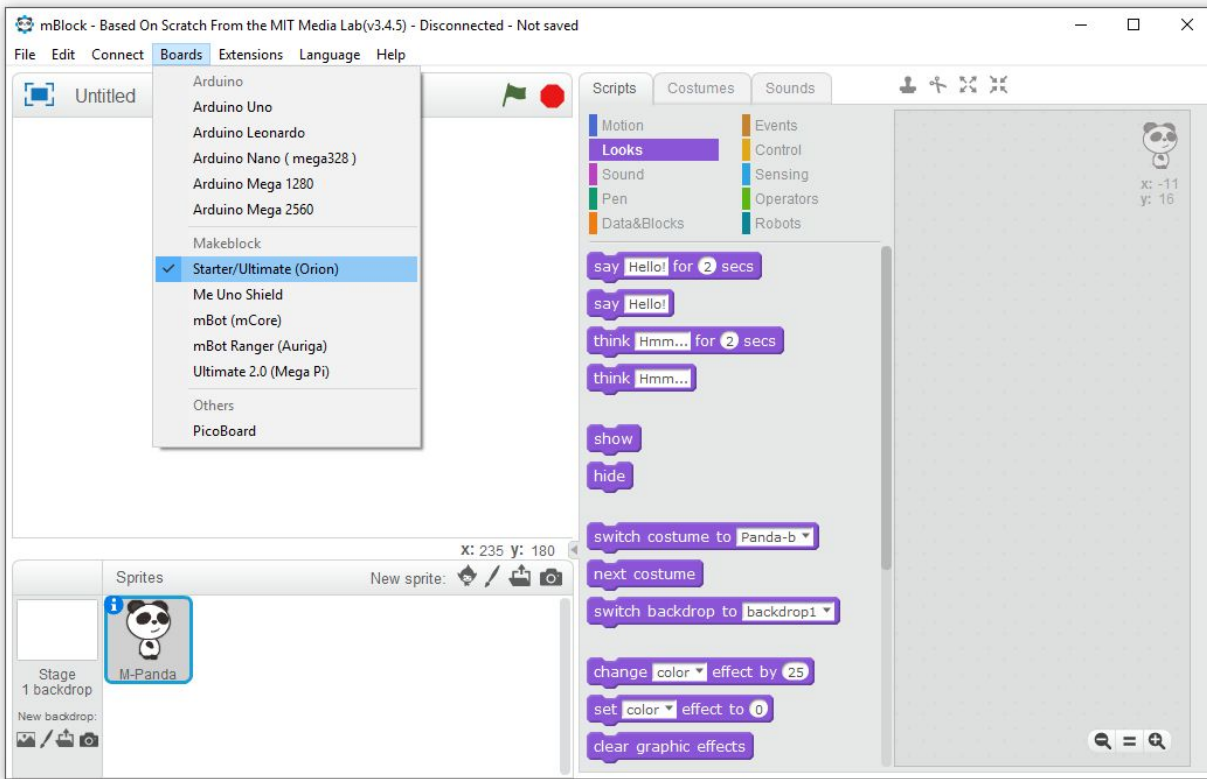 mBlock - Based On Scratch From the MIT Media Lab(v3.4.5) - Disconnected - Not saved
File Edit Connect Boards Extensions Language Help
Arduino
Arduino Uno
Arduino Leonardo
Arduino Nano ( mega328 )
Arduino Mega 1280
Arduino Mega 2560
Makeblock
Starter/Ultimate (Orion)
Me Uno Shield
mBot (mCore)
mBot Ranger (Auriga)
Ultimate 2.0 (Mega Pi)
Others
PicoBoard
Untitled
X: 235 y: 180
Sprites
New sprite:
M-Panda
Stage
1 backdrop
New backdrop:
Scripts Costumes Sounds
Motion Events
Looks Control
Sound Sensing
Pen Operators
Data&Blocks Robots
say Hello! for 2 secs
say Hello!
think Hmm... for 2 secs
think Hmm...
show
hide
switch costume to Panda-b
next costume
switch backdrop to backdrop1
change color effect by 25
set color effect to 0
clear graphic effects
x: -11
y: 16